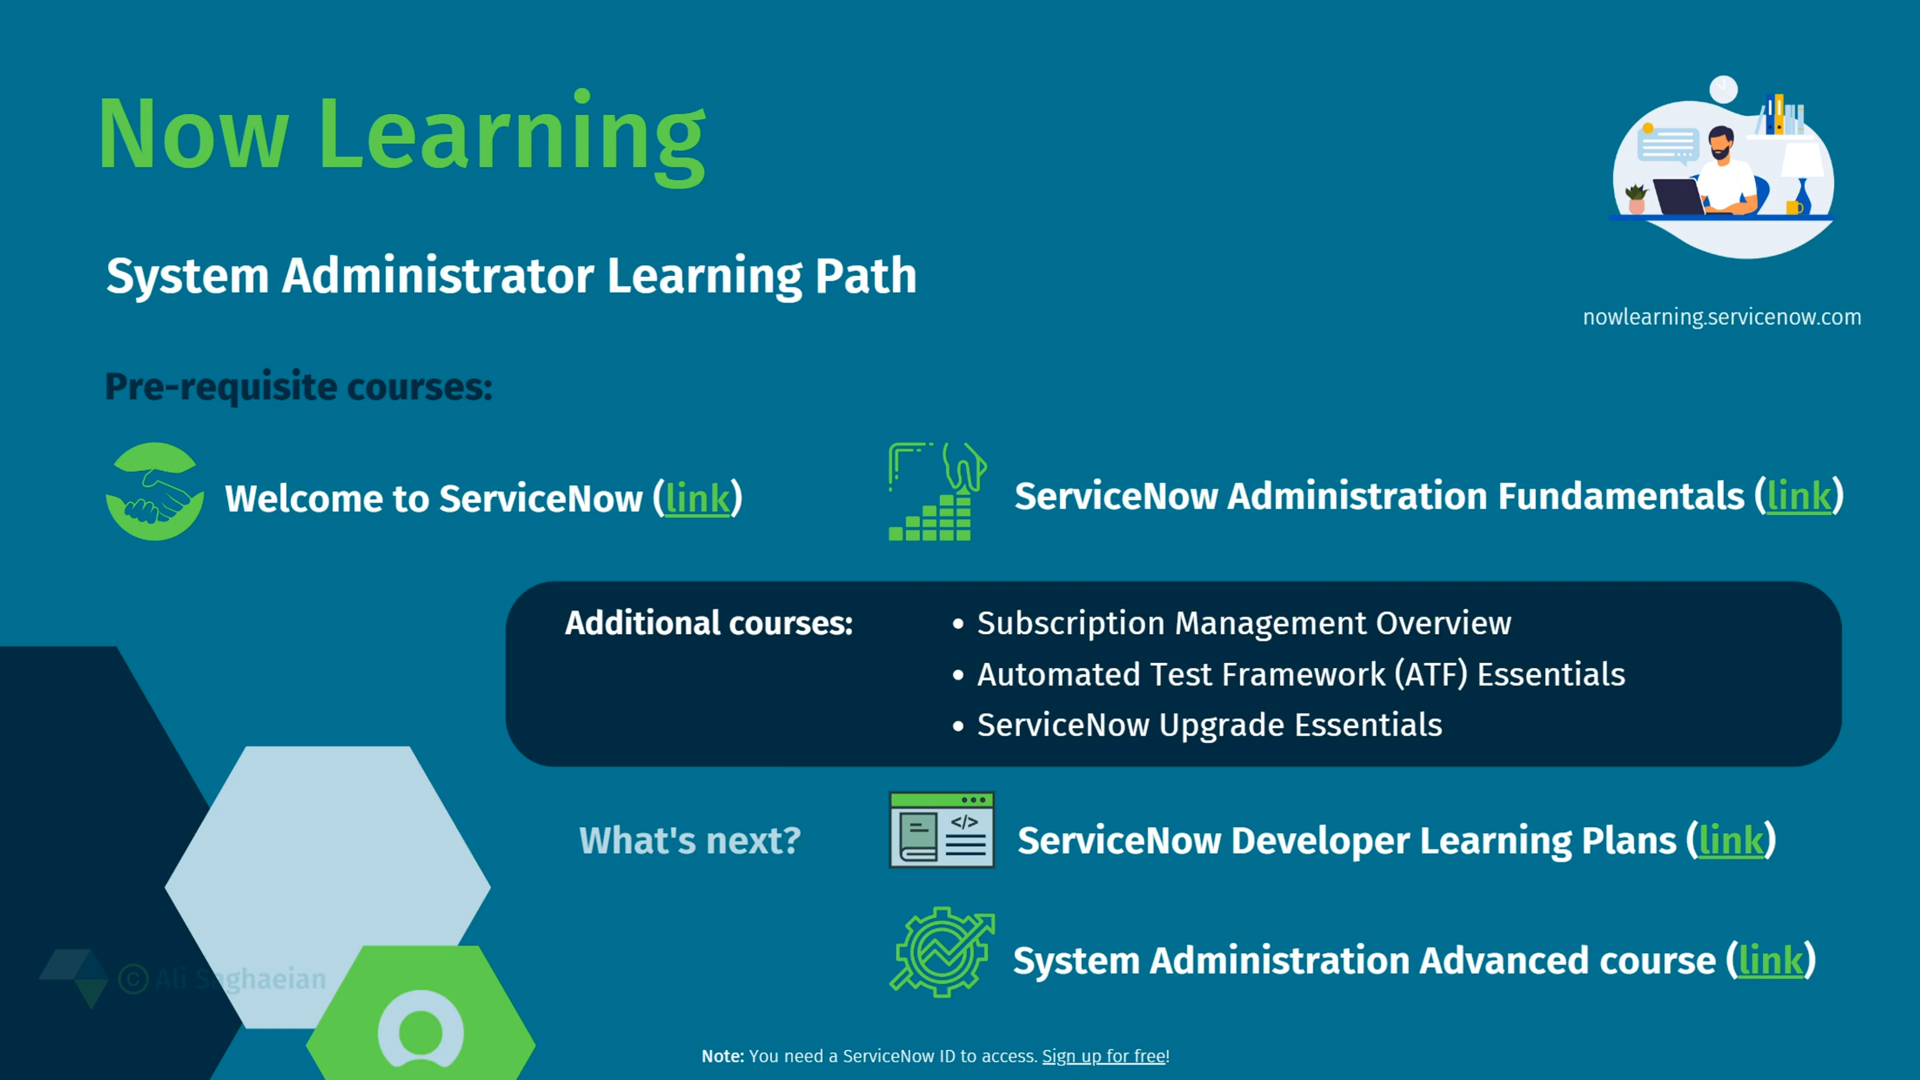 Now Learning
System Administrator Learning Path
nowlearning.servicenow.com
Pre-requisite courses:
Welcome to ServiceNow (link)
ServiceNow Administration Fundamentals (link)
Additional courses:
• Subscription Management Overview
• Automated Test Framework (ATF) Essentials
• ServiceNow Upgrade Essentials
What's next?
</>
ServiceNow Developer Learning Plans (link)
System Administration Advanced course (link)
© Ali Saghaeian
Note: You need a ServiceNow ID to access. Sign up for free!